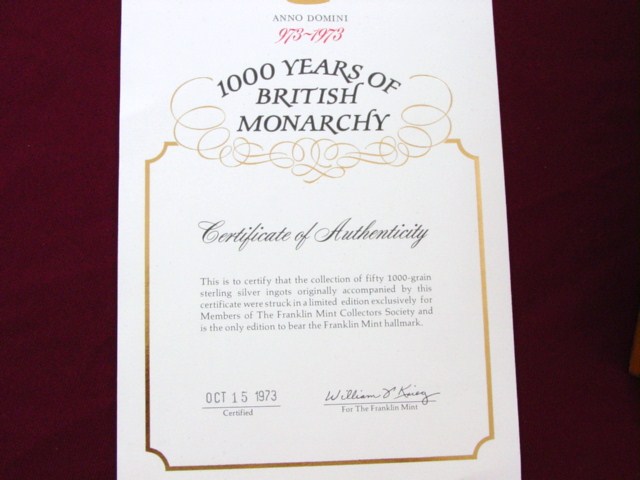 ANNO DOMINI
973~1973
1000 YEARS OF
BRITISH
MONARCHY
Certificate of Authenticity
This is to certify that the collection of fifty 1000-grain
sterling silver ingots originally accompanied by this
certificate were struck in a limited edition exclusively for
Members of The Franklin Mint Collectors Society and
is the only edition to bear the Franklin Mint hallmark.
OCT 15 1973
Certified
William
For The Franklin Mint